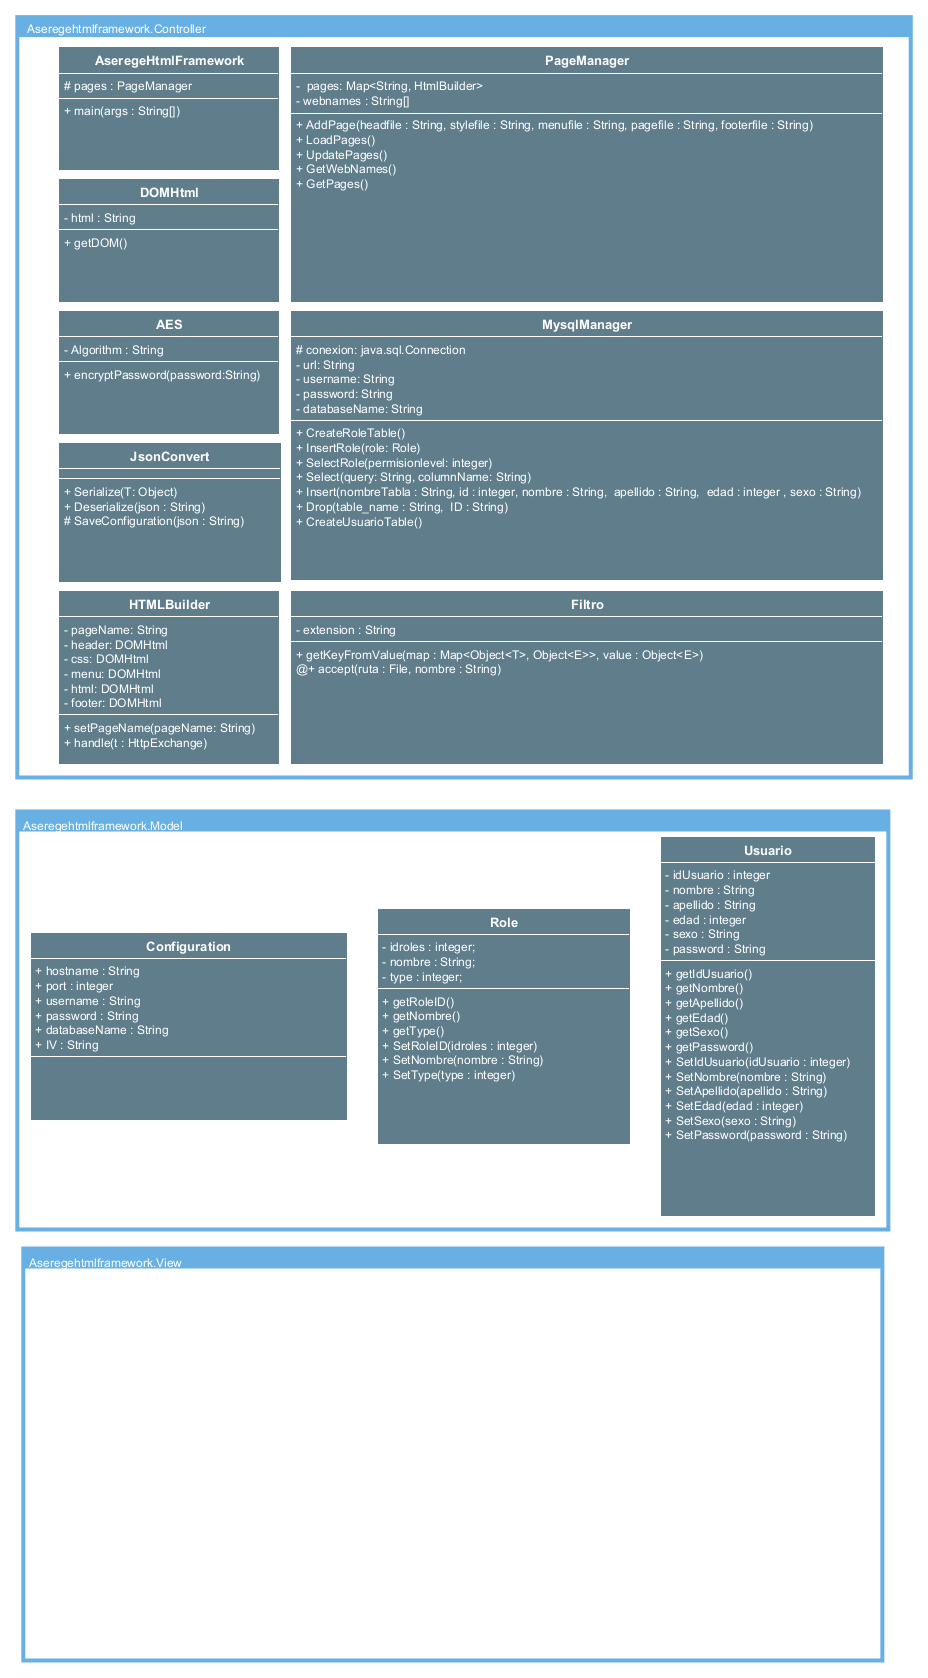 Aseregehtmlframework.Controller
AseregeHtmlFramework
# pages : PageManager
+ main(args : String[])
PageManager
-  pages: Map<String, HtmlBuilder>
- webnames : String[]
+ AddPage(headfile : String, stylefile : String, menufile : String, pagefile : String, footerfile : String)
+ LoadPages()
+ UpdatePages()
+ GetWebNames()
+ GetPages()
DOMHtml
- html : String
+ getDOM()
AES
- Algorithm : String
+ encryptPassword(password:String)
MysqlManager
# conexion: java.sql.Connection
- url: String
- username: String
- password: String
- databaseName: String
+ CreateRoleTable()
+ InsertRole(role: Role)
+ SelectRole(permisionlevel: integer)
+ Select(query: String, columnName: String)
+ Insert(nombreTabla : String, id : integer, nombre : String,  apellido : String,  edad : integer , sexo : String)
+ Drop(table_name : String,  ID : String)
+ CreateUsuarioTable()
JsonConvert
+ Serialize(T: Object)
+ Deserialize(json : String)
# SaveConfiguration(json : String)
HTMLBuilder
- pageName: String
- header: DOMHtml
- css: DOMHtml
- menu: DOMHtml
- html: DOMHtml
- footer: DOMHtml
+ setPageName(pageName: String)
+ handle(t : HttpExchange)
Filtro
- extension : String
+ getKeyFromValue(map : Map<Object<T>, Object<E>>, value : Object<E>)
@+ accept(ruta : File, nombre : String)
Aseregehtmlframework.Model
Configuration
+ hostname : String
+ port : integer
+ username : String
+ password : String
+ databaseName : String
+ IV : String
Role
- idroles : integer;
- nombre : String;
- type : integer;
+ getRoleID()
+ getNombre()
+ getType()
+ SetRoleID(idroles : integer)
+ SetNombre(nombre : String)
+ SetType(type : integer)
Usuario
- idUsuario : integer
- nombre : String
- apellido : String
- edad : integer
- sexo : String
- password : String
+ getIdUsuario()
+ getNombre()
+ getApellido()
+ getEdad()
+ getSexo()
+ getPassword()
+ SetIdUsuario(idUsuario : integer)
+ SetNombre(nombre : String)
+ SetApellido(apellido : String)
+ SetEdad(edad : integer)
+ SetSexo(sexo : String)
+ SetPassword(password : String)
Aseregehtmlframework.View